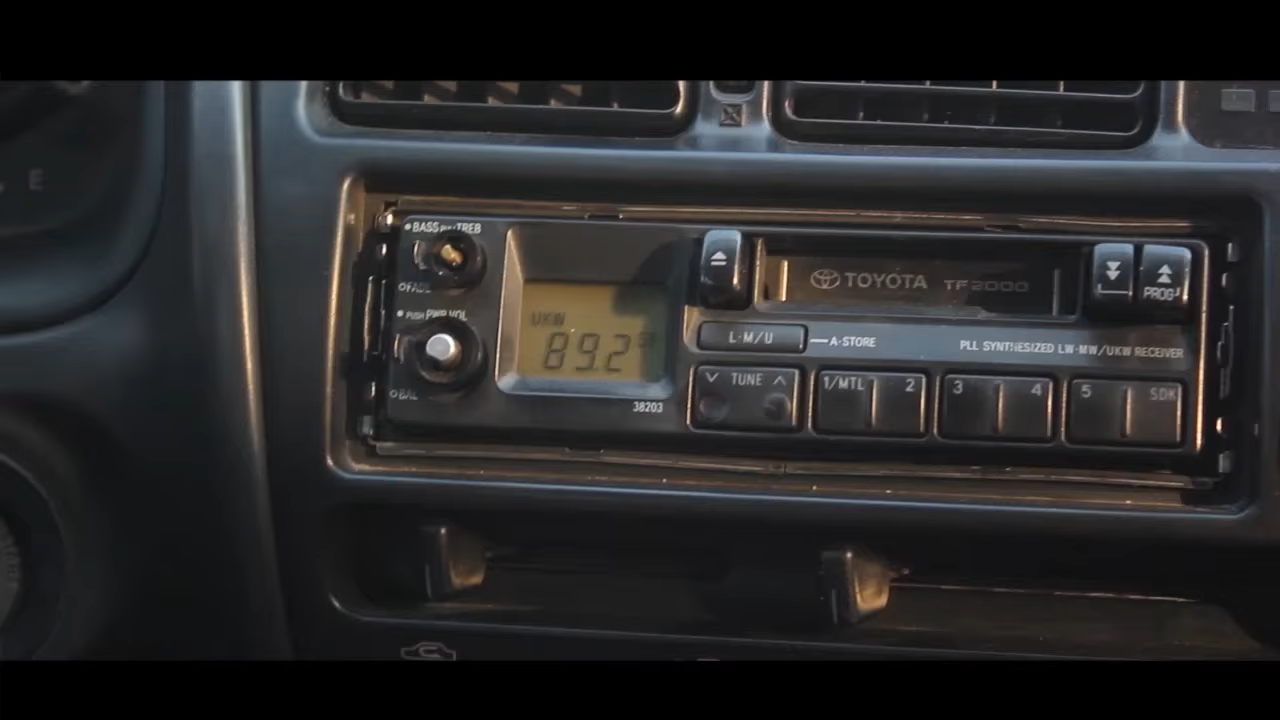 E
BASS PULL TREB
FADE
PUSH PWR VOL
BAL
UKW
89.2
38203
TOYOTA TF2000
PROG
L·M/U
A·STORE
PLL SYNTHESIZED LW·MW/UKW RECEIVER
TUNE
1/MTL 2
3 4
5 SDK